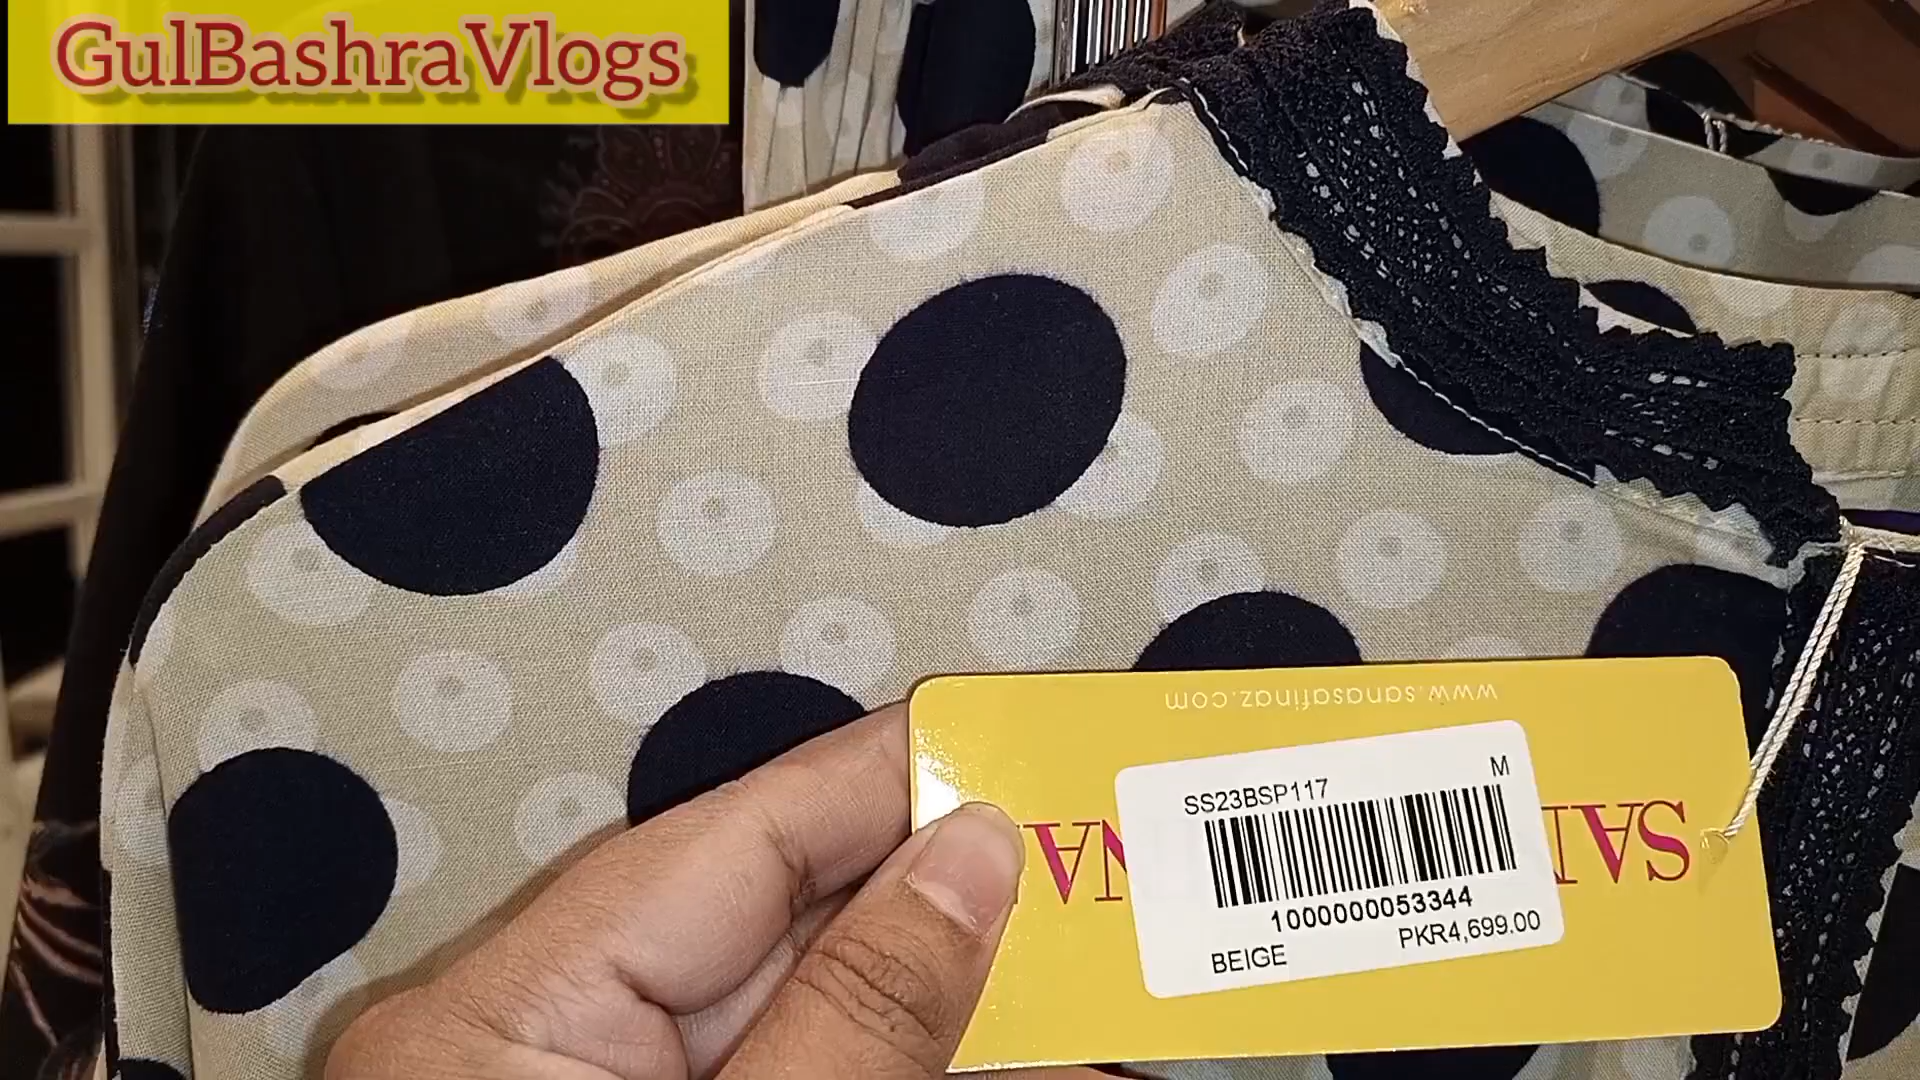 GulBashraVlogs
www.sanasafinaz.com
SS23BSP117 M
1000000053344
BEIGE PKR4,699.00